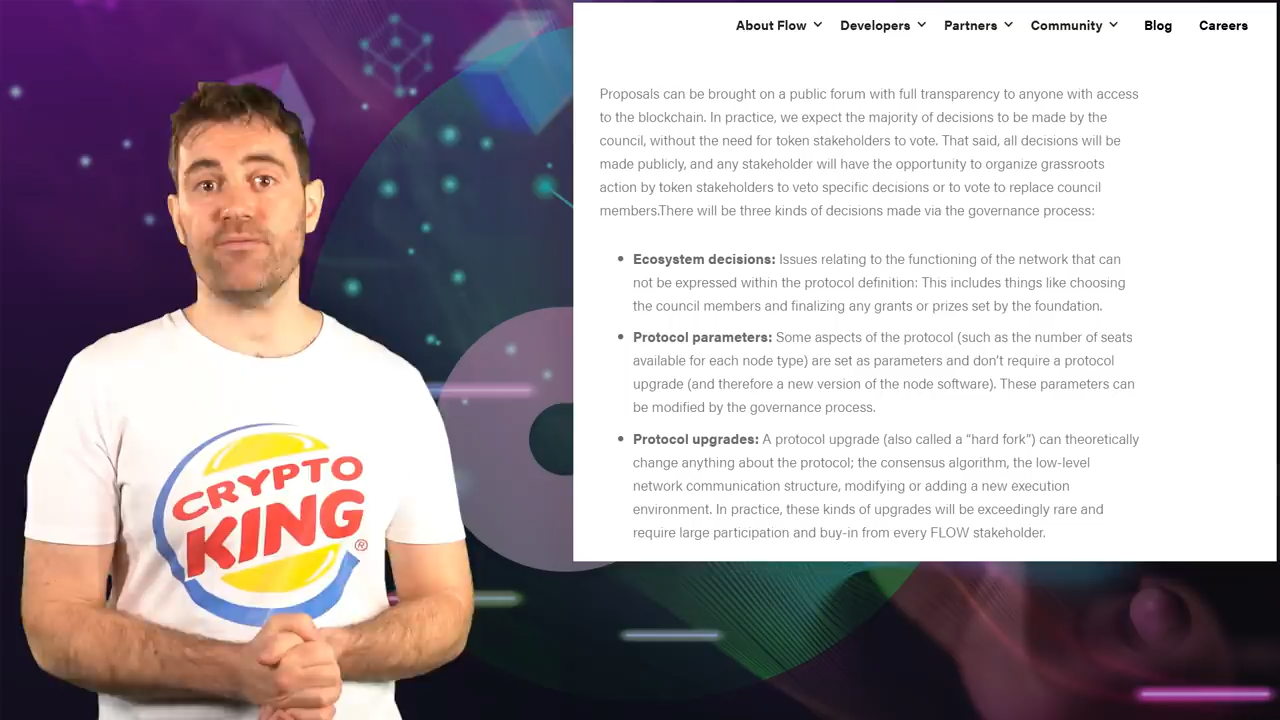 About Flow
Developers
Partners
Community
Blog
Careers
Proposals can be brought on a public forum with full transparency to anyone with access
to the blockchain. In practice, we expect the majority of decisions to be made by the
council, without the need for token stakeholders to vote. That said, all decisions will be
made publicly, and any stakeholder will have the opportunity to organize grassroots
action by token stakeholders to veto specific decisions or to vote to replace council
members.There will be three kinds of decisions made via the governance process:
• Ecosystem decisions: Issues relating to the functioning of the network that can
not be expressed within the protocol definition: This includes things like choosing
the council members and finalizing any grants or prizes set by the foundation.
• Protocol parameters: Some aspects of the protocol (such as the number of seats
available for each node type) are set as parameters and don't require a protocol
upgrade (and therefore a new version of the node software). These parameters can
be modified by the governance process.
• Protocol upgrades: A protocol upgrade (also called a “hard fork”) can theoretically
change anything about the protocol; the consensus algorithm, the low-level
network communication structure, modifying or adding a new execution
environment. In practice, these kinds of upgrades will be exceedingly rare and
require large participation and buy-in from every FLOW stakeholder.
CRYPTO
KING®